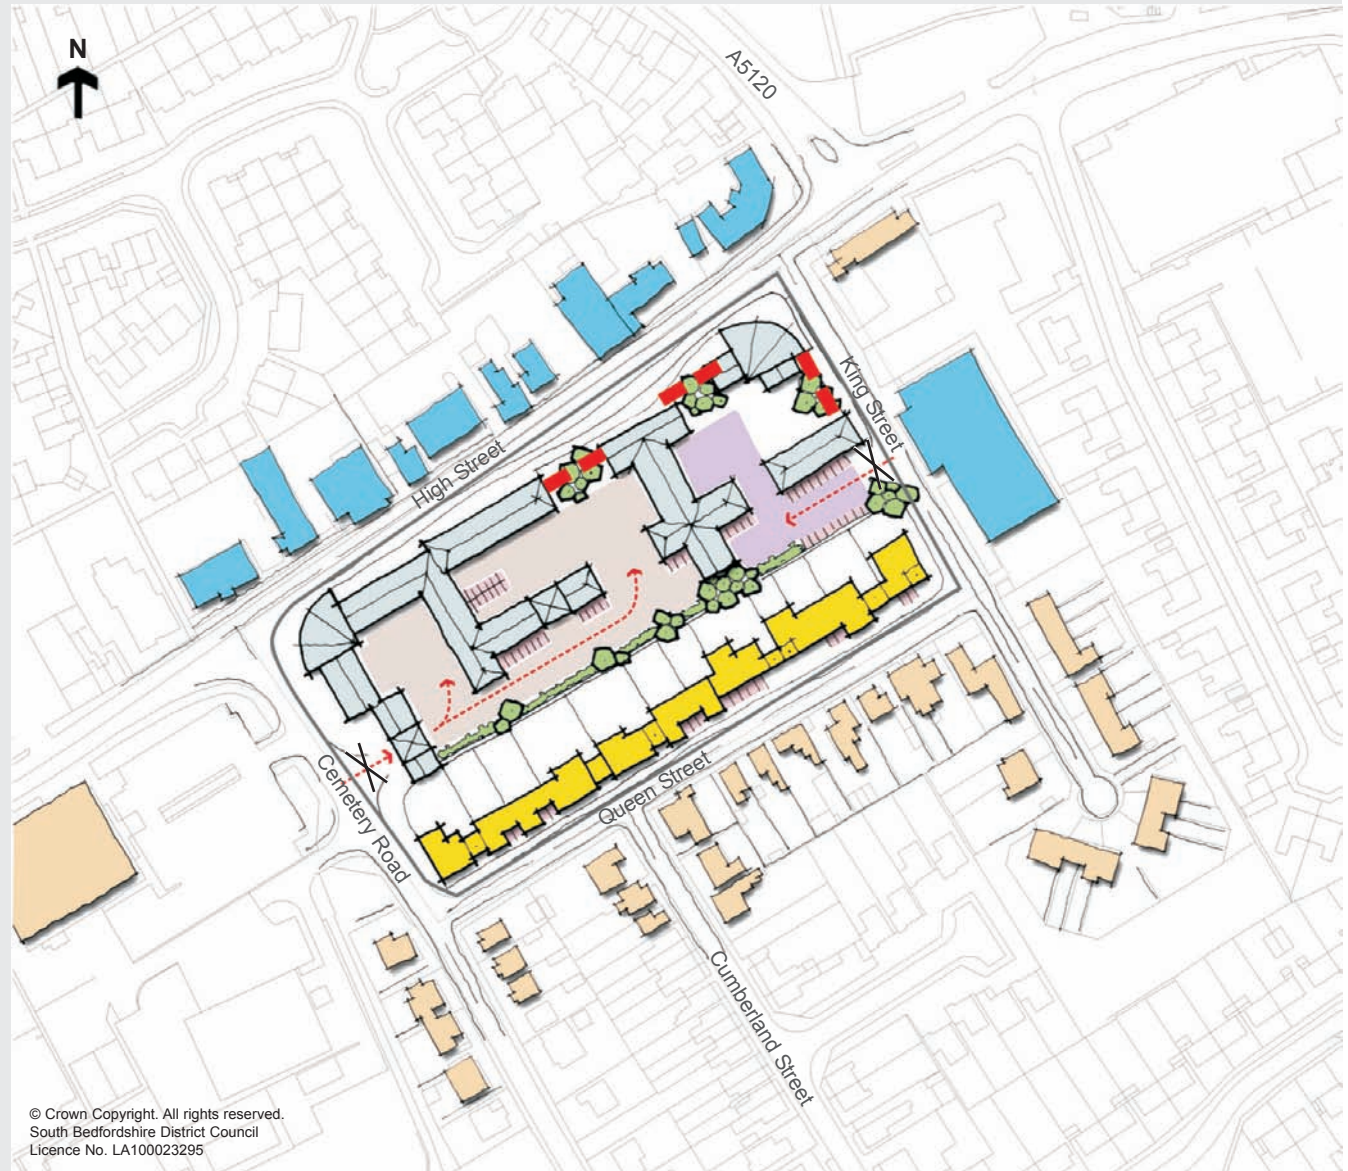 N
A5120
King Street
High Street
Cemetery Road
Queen Street
Cumberland Street
© Crown Copyright. All rights reserved.
South Bedfordshire District Council
Licence No. LA100023295